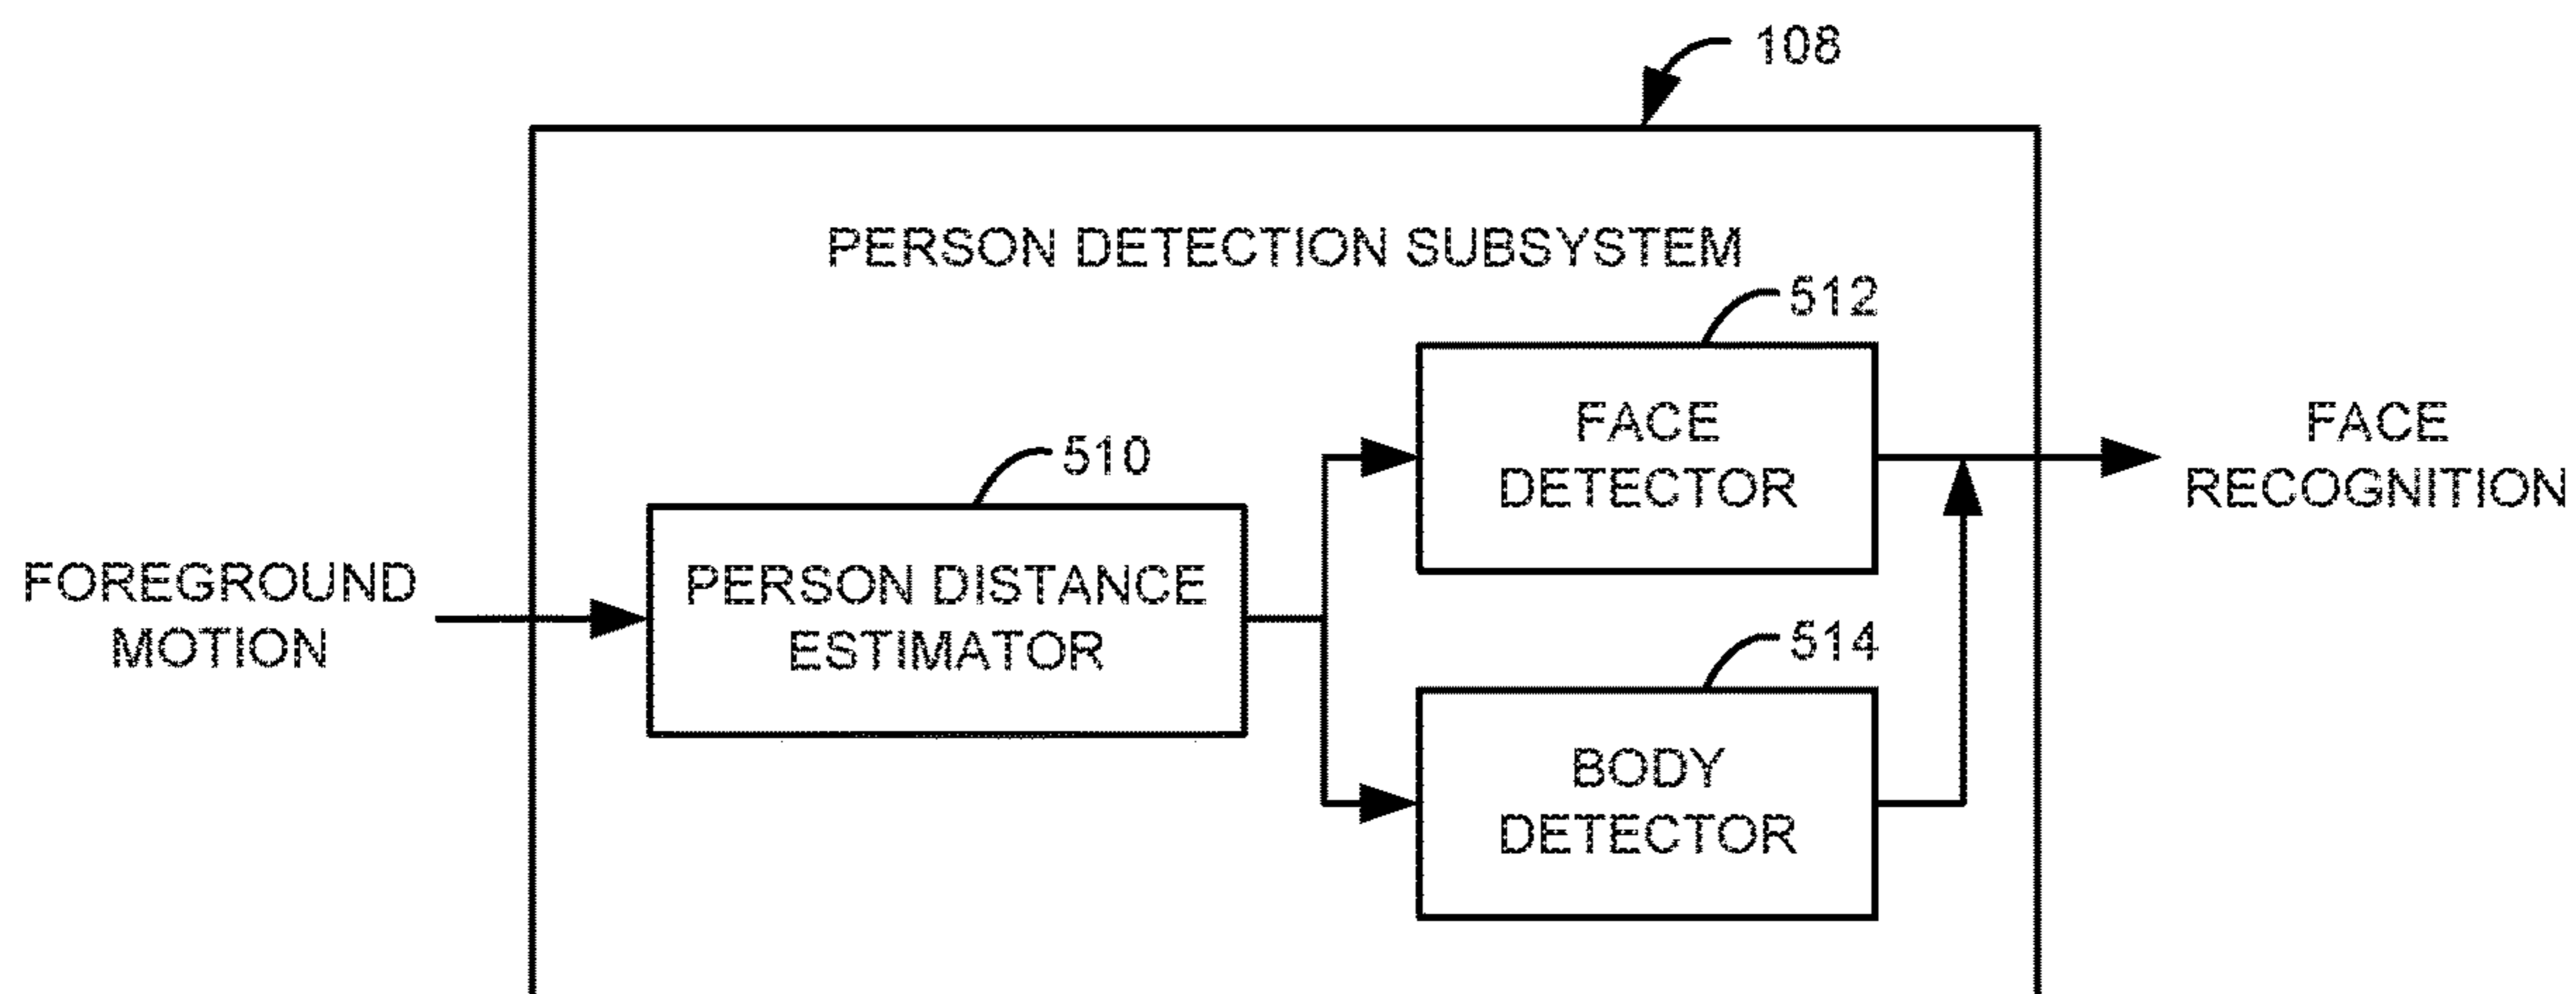 108
PERSON DETECTION SUBSYSTEM
512
FACE
DETECTOR
FACE
RECOGNITION
510
PERSON DISTANCE
ESTIMATOR
FOREGROUND
MOTION
514
BODY
DETECTOR